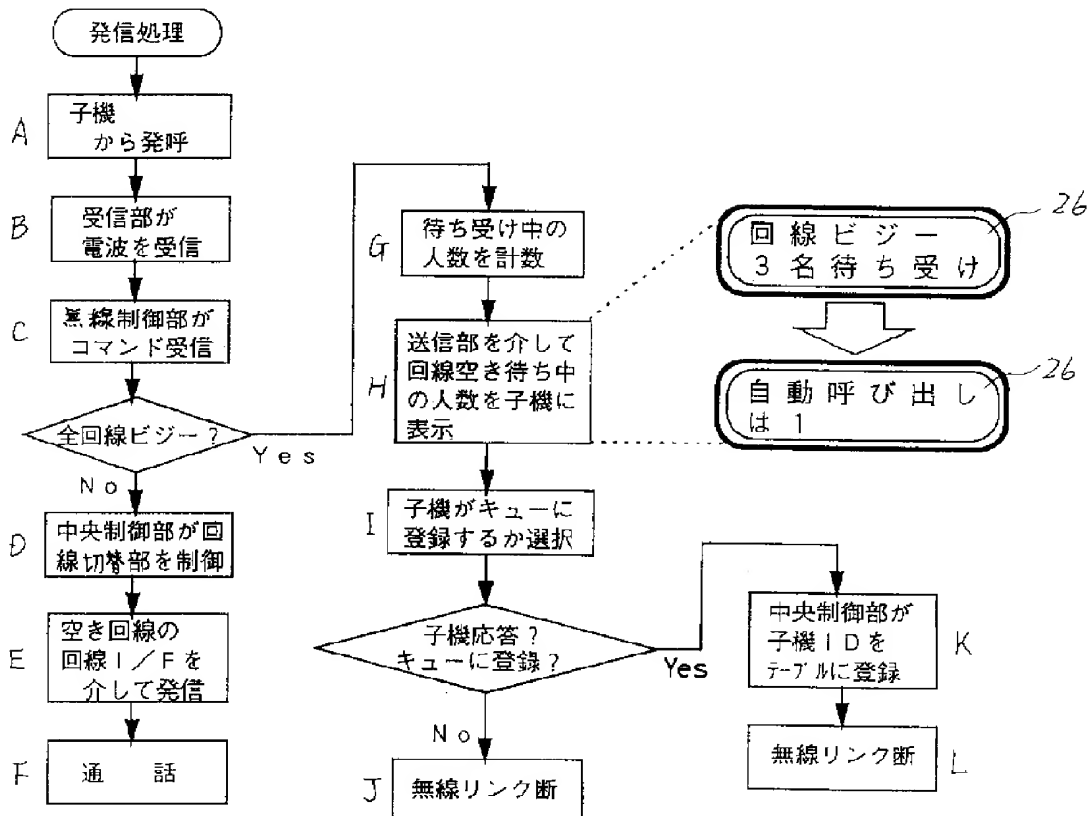 発信処理
A
子機
から発呼
B
受信部が
電波を受信
C
無線制御部が
コマンド受信
全回線ビジー？
Yes
No
D
中央制御部が回
線切替部を制御
E
空き回線の
回線Ｉ／Ｆを
介して発信
F
通 話
G
待ち受け中の
人数を計数
H
送信部を介して
回線空き待ち中
の人数を子機に
表示
I
子機がキューに
登録するか選択
子機応答？
キューに登録？
Yes
No
J
無線リンク断
26
回線ビジー
３名待ち受け
26
自動呼び出し
は１
中央制御部が
子機ＩＤを
テーブルに登録
K
無線リンク断
L